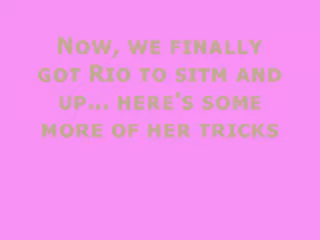 Now, we finally
got Rio to sitm and
up... here's some
more of her tricks